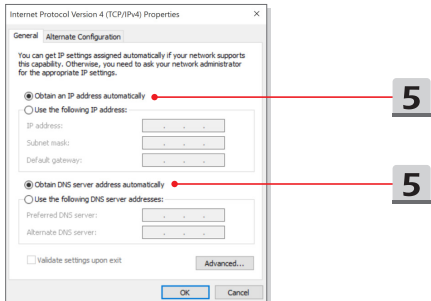 Internet Protocol Version 4 (TCP/IPv4) Properties
General Alternate Configuration
You can get IP settings assigned automatically if your network supports
this capability. Otherwise, you need to ask your network administrator
for the appropriate IP settings.
Obtain an IP address automatically
5
Use the following IP address:
IP address:
Subnet mask:
Default gateway:
Obtain DNS server address automatically
5
Use the following DNS server addresses:
Preferred DNS server:
Alternate DNS server:
Validate settings upon exit
Advanced...
OK Cancel